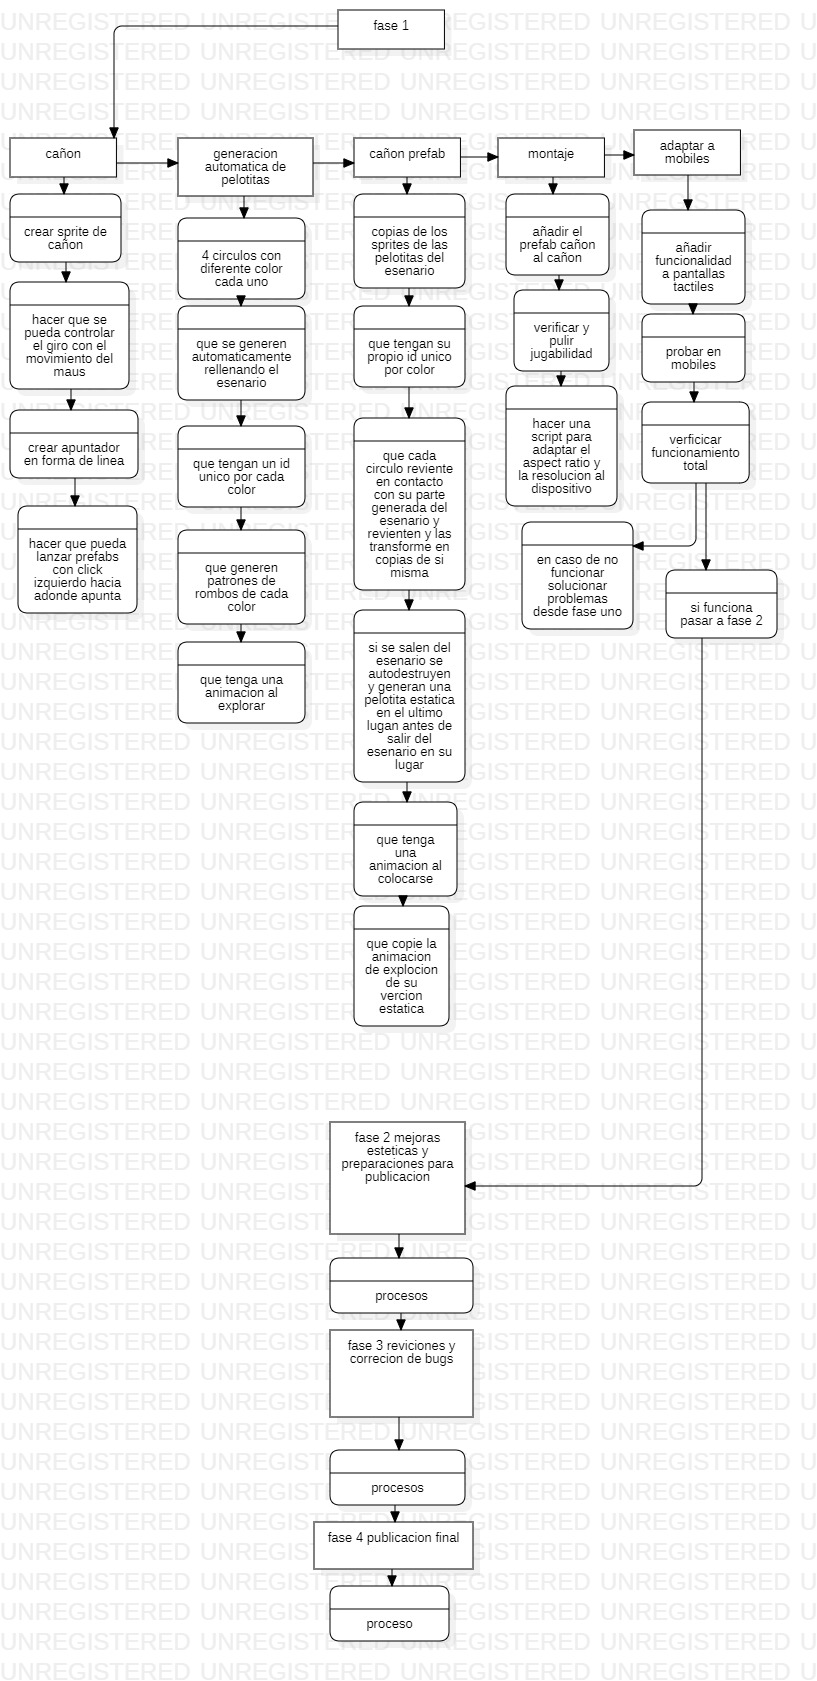 fase 1
cañon
crear sprite de
cañon
hacer que se
pueda controlar
el giro con el
movimiento del
maus
crear apuntador
en forma de linea
hacer que pueda
lanzar prefabs
con click
izquierdo hacia
adonde apunta
generacion
automatica de
pelotitas
4 circulos con
diferente color
cada uno
que se generen
automaticamente
rellenando el
esenario
que tengan un id
unico por cada
color
que generen
patrones de
rombos de cada
color
que tenga una
animacion al
explorar
cañon prefab
copias de los
sprites de las
pelotitas del
esenario
que tengan su
propio id unico
por color
que cada
circulo reviente
en contacto
con su parte
generada del
esenario y
revienten y las
transforme en
copias de si
misma
si se salen del
esenario se
autodestruyen
y generan una
pelotita estatica
en el ultimo
lugan antes de
salir del
esenario en su
lugar
que tenga
una
animacion al
colocarse
que copie la
animacion
de explocion
de su
vercion
estatica
montaje
añadir el
prefab cañon
al cañon
verificar y
pulir
jugabilidad
hacer una
script para
adaptar el
aspect ratio y
la resolucion al
dispositivo
adaptar a
mobiles
añadir
funcionalidad
a pantallas
tactiles
probar en
mobiles
verficicar
funcionamiento
total
en caso de no
funcionar
solucionar
problemas
desde fase uno
si funciona
pasar a fase 2
fase 2 mejoras
esteticas y
preparaciones para
publicacion
procesos
fase 3 reviciones y
correcion de bugs
procesos
fase 4 publicacion final
proceso
UNREGISTERED